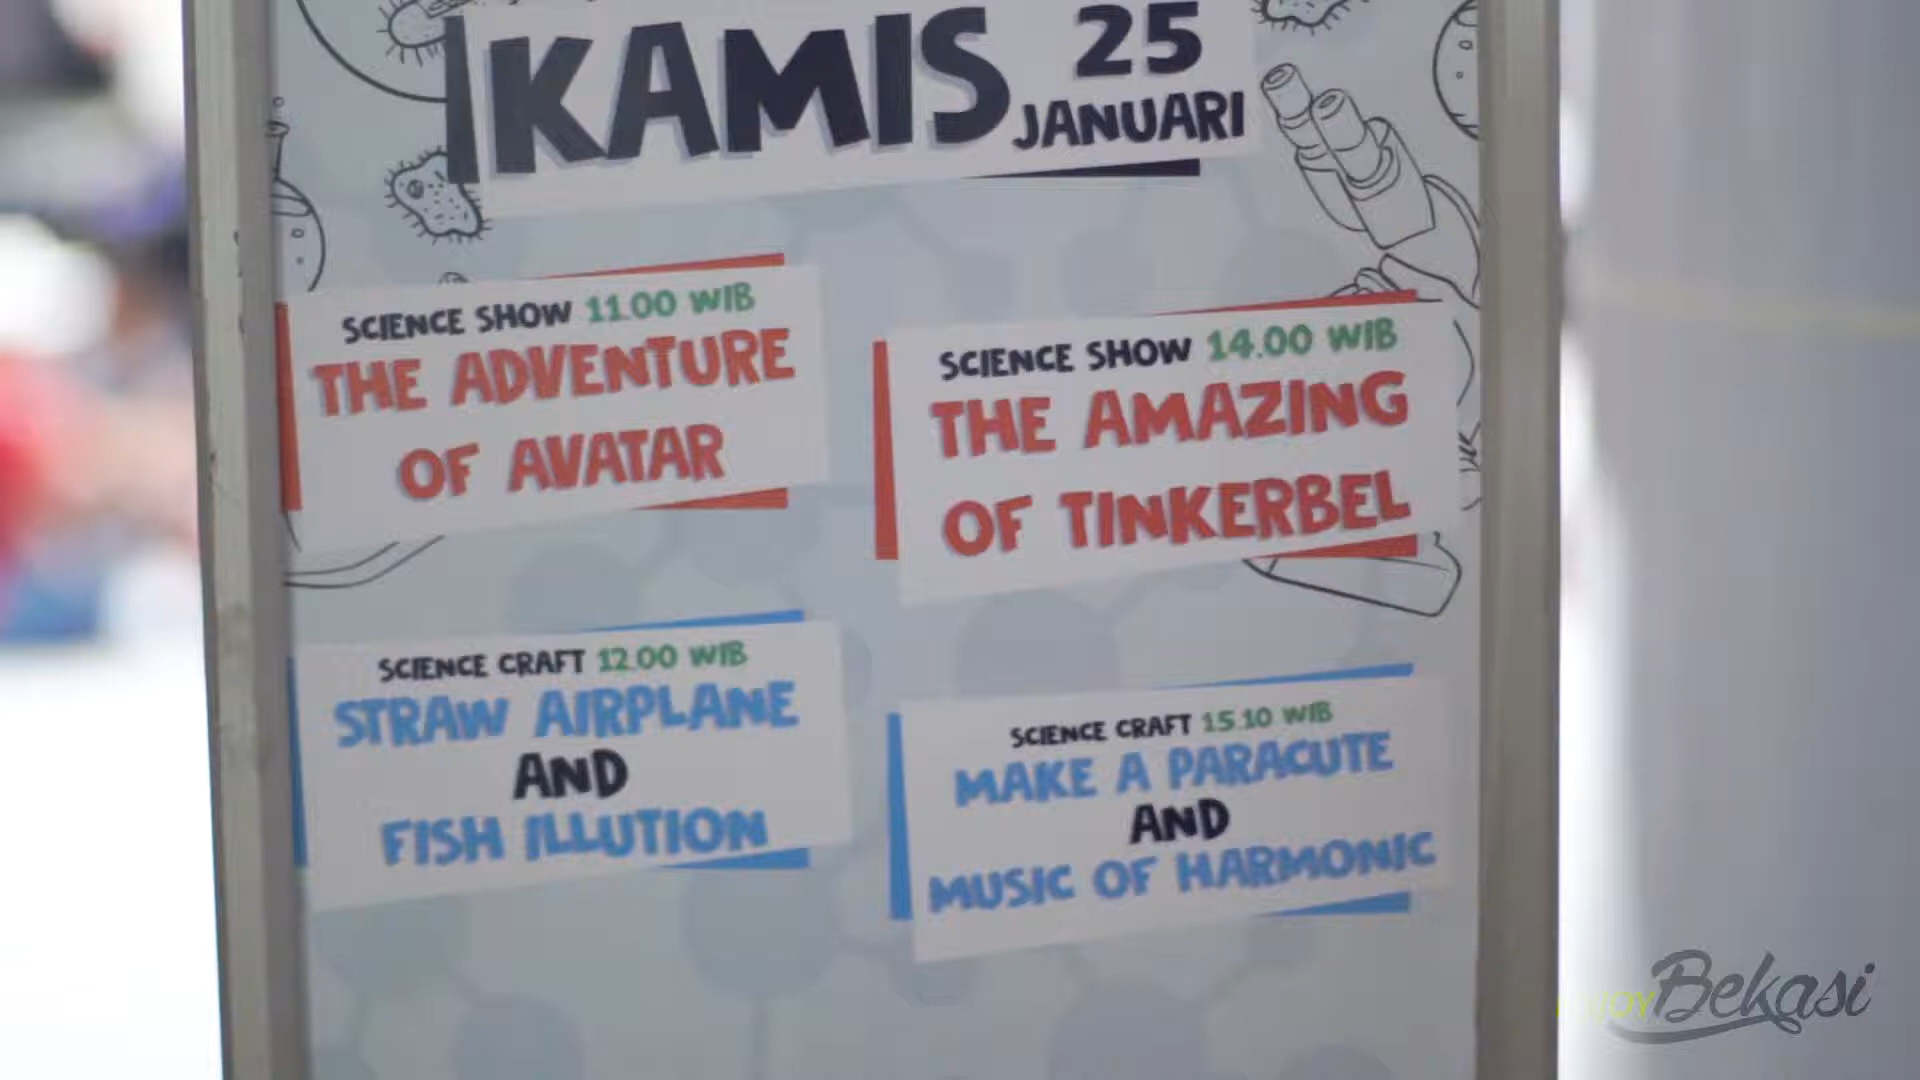 KAMIS 25
JANUARI
SCIENCE SHOW 11.00 WIB
THE ADVENTURE
OF AVATAR
SCIENCE SHOW 14.00 WIB
THE AMAZING
OF TINKERBEL
SCIENCE CRAFT 12.00 WIB
STRAW AIRPLANE
AND
FISH ILLUTION
SCIENCE CRAFT 15.10 WIB
MAKE A PARACUTE
AND
MUSIC OF HARMONIC
Bekasi